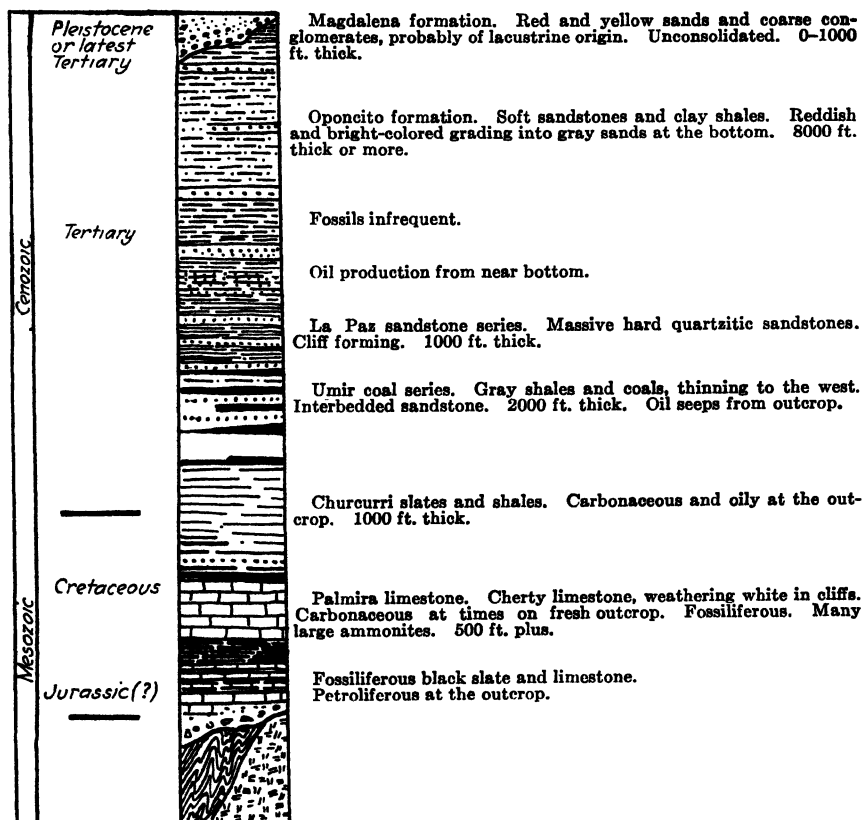 Pleistocene
or latest
Tertiary
Magdalena formation. Red and yellow sands and coarse con-
glomerates, probably of lacustrine origin. Unconsolidated. 0–1000
ft. thick.
Oponcito formation. Soft sandstones and clay shales. Reddish
and bright-colored grading into gray sands at the bottom. 8000 ft.
thick or more.
Cenozoic
Tertiary
Fossils infrequent.
Oil production from near bottom.
La Paz sandstone series. Massive hard quartzitic sandstones.
Cliff forming. 1000 ft. thick.
Umir coal series. Gray shales and coals, thinning to the west.
Interbedded sandstone. 2000 ft. thick. Oil seeps from outcrop.
Churcurri slates and shales. Carbonaceous and oily at the out-
crop. 1000 ft. thick.
Mesozoic
Cretaceous
Palmira limestone. Cherty limestone, weathering white in cliffs.
Carbonaceous at times on fresh outcrop. Fossiliferous. Many
large ammonites. 500 ft. plus.
Jurassic(?)
Fossiliferous black slate and limestone.
Petroliferous at the outcrop.